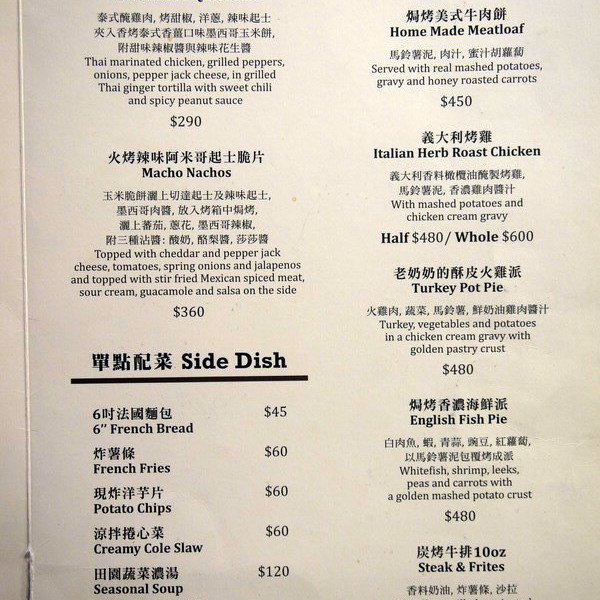 泰式醃雞肉, 烤甜椒, 洋蔥, 辣味起士
夾入香烤泰式香薑口味墨西哥玉米餅,
附甜味辣椒醬與辣味花生醬
Thai marinated chicken, grilled peppers,
onions, pepper jack cheese, in grilled
Thai ginger tortilla with sweet chili
and spicy peanut sauce
$290
火烤辣味阿米哥起士脆片
Macho Nachos
玉米脆餅灑上切達起士及辣味起士,
墨西哥肉醬, 放入烤箱中焗烤,
灑上蕃茄, 蔥花, 墨西哥辣椒,
附三種沾醬: 酸奶, 酪梨醬, 莎莎醬
Topped with cheddar and pepper jack
cheese, tomatoes, spring onions and jalapenos
and topped with stir fried Mexican spiced meat,
sour cream, guacamole and salsa on the side
$360
單點配菜 Side Dish
6吋法國麵包 $45
6" French Bread
炸薯條 $60
French Fries
現炸洋芋片 $60
Potato Chips
涼拌捲心菜 $60
Creamy Cole Slaw
田園蔬菜濃湯 $120
Seasonal Soup
焗烤美式牛肉餅
Home Made Meatloaf
馬鈴薯泥, 肉汁, 蜜汁胡蘿蔔
Served with real mashed potatoes,
gravy and honey roasted carrots
$450
義大利烤雞
Italian Herb Roast Chicken
義大利香料橄欖油醃製烤雞,
馬鈴薯泥, 香濃雞肉醬汁
With mashed potatoes and
chicken cream gravy
Half $480/ Whole $600
老奶奶的酥皮火雞派
Turkey Pot Pie
火雞肉, 蔬菜, 馬鈴薯, 鮮奶油雞肉醬汁
Turkey, vegetables and potatoes
in a chicken cream gravy with
golden pastry crust
$480
焗烤香濃海鮮派
English Fish Pie
白肉魚, 蝦, 青蒜, 豌豆, 紅蘿蔔,
以馬鈴薯泥包覆烤成派
Whitefish, shrimp, leeks,
peas and carrots with
a golden mashed potato crust
$480
炭烤牛排10oz
Steak & Frites
香料奶油, 炸薯條, 沙拉